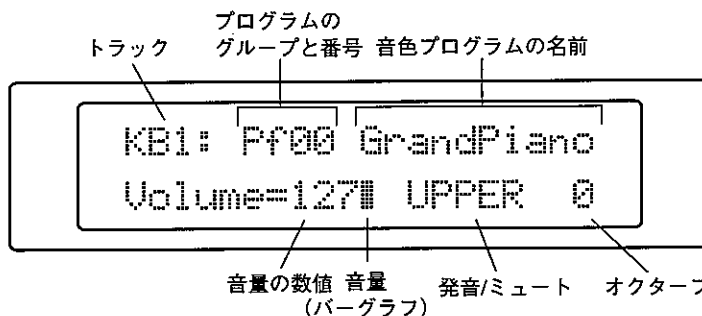 プログラムの
トラック グループと番号 音色プログラムの名前
KB1: Pf00 GrandPiano
Volume=127 UPPER 0
音量の数値 音量 発音/ミュート オクターブ
(バーグラフ)